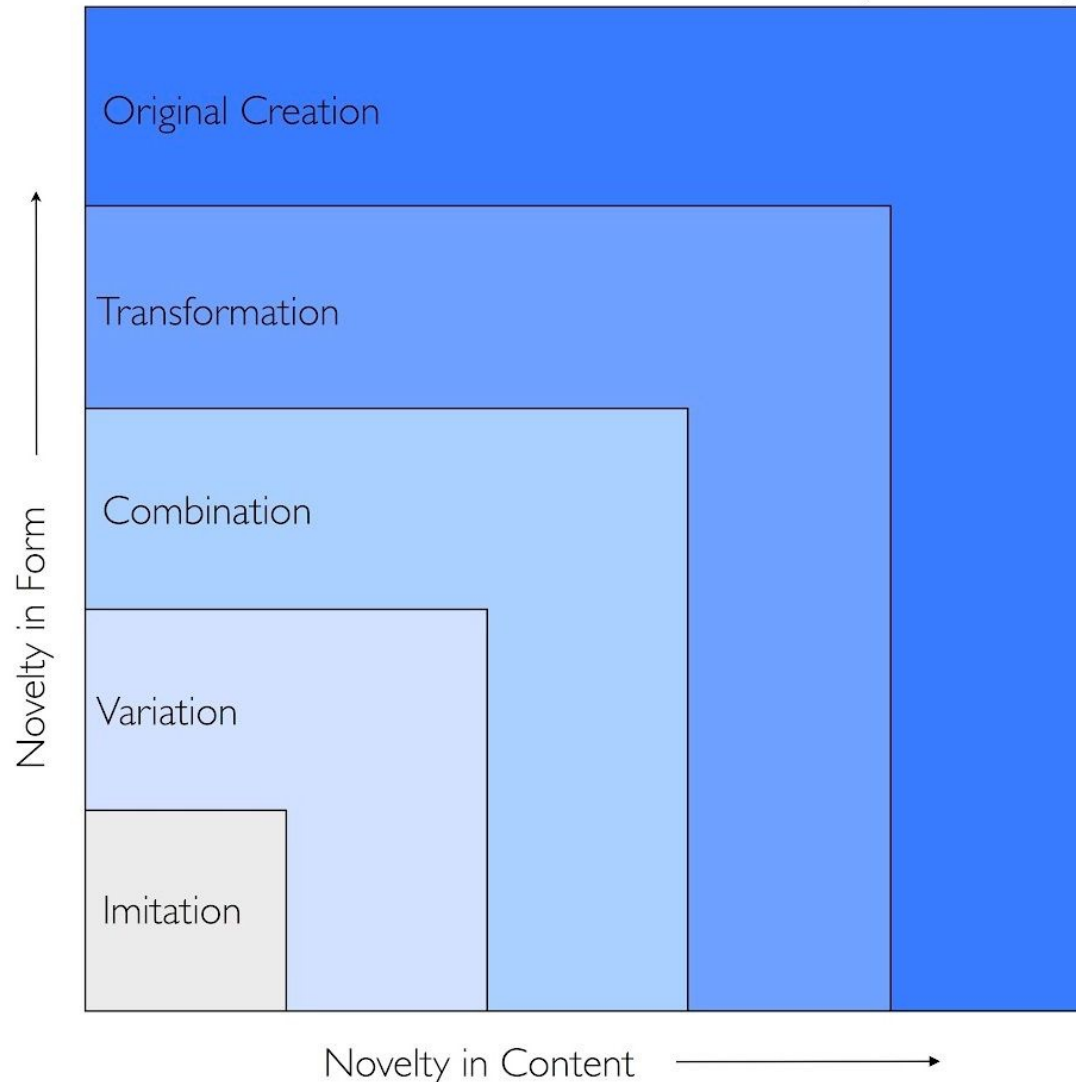 Original Creation
Transformation
Combination
Variation
Imitation
Novelty in Form
Novelty in Content